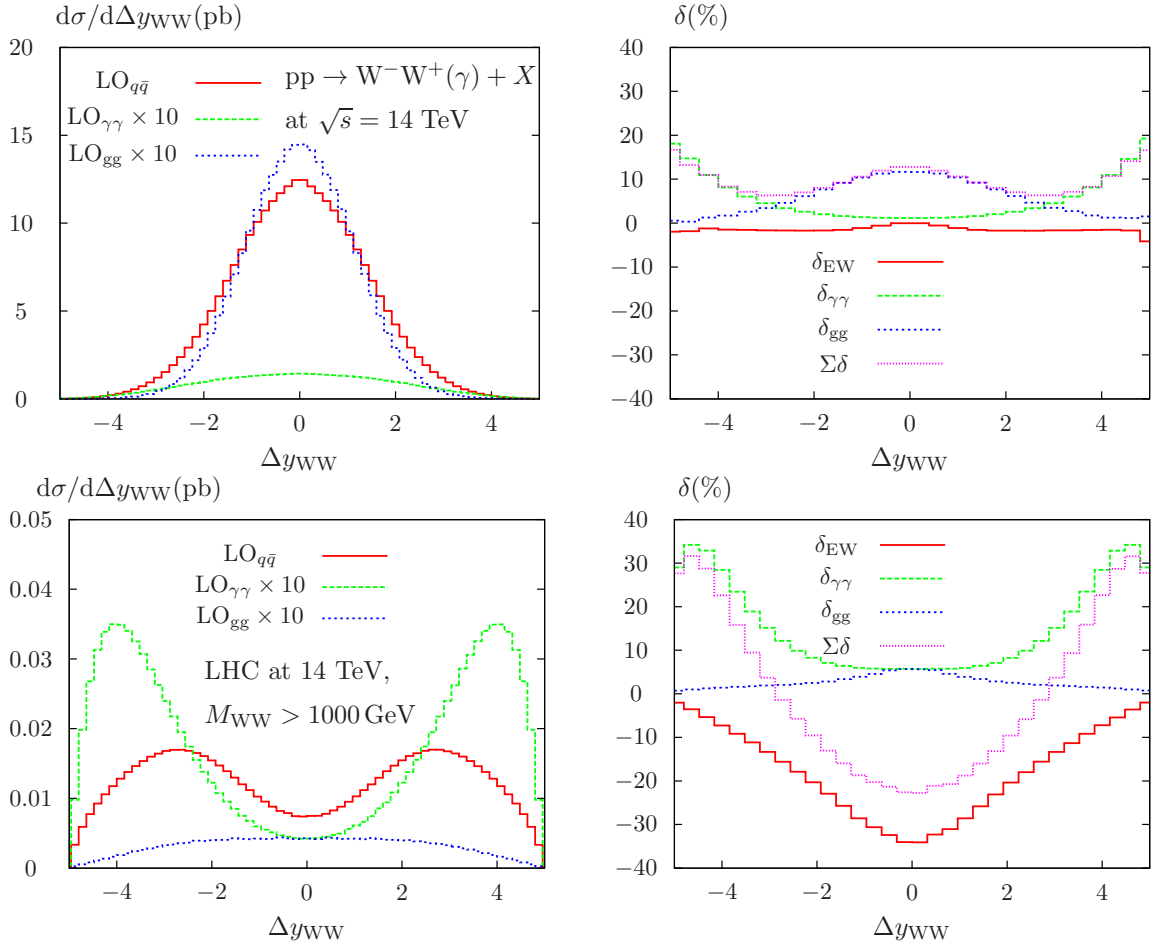 dσ/dΔy_WW(pb)
20
15
10
5
0
−4 −2 0 2 4
Δy_WW
LO_qq̄
LO_γγ × 10
LO_gg × 10
pp → W⁻W⁺(γ) + X
at √s = 14 TeV
δ(%)
40
30
20
10
0
−10
−20
−30
−40
−4 −2 0 2 4
Δy_WW
δ_EW
δ_γγ
δ_gg
Σδ
dσ/dΔy_WW(pb)
0.05
0.04
0.03
0.02
0.01
0
−4 −2 0 2 4
Δy_WW
LO_qq̄
LO_γγ × 10
LO_gg × 10
LHC at 14 TeV,
M_WW > 1000 GeV
δ(%)
40
30
20
10
0
−10
−20
−30
−40
−4 −2 0 2 4
Δy_WW
δ_EW
δ_γγ
δ_gg
Σδ